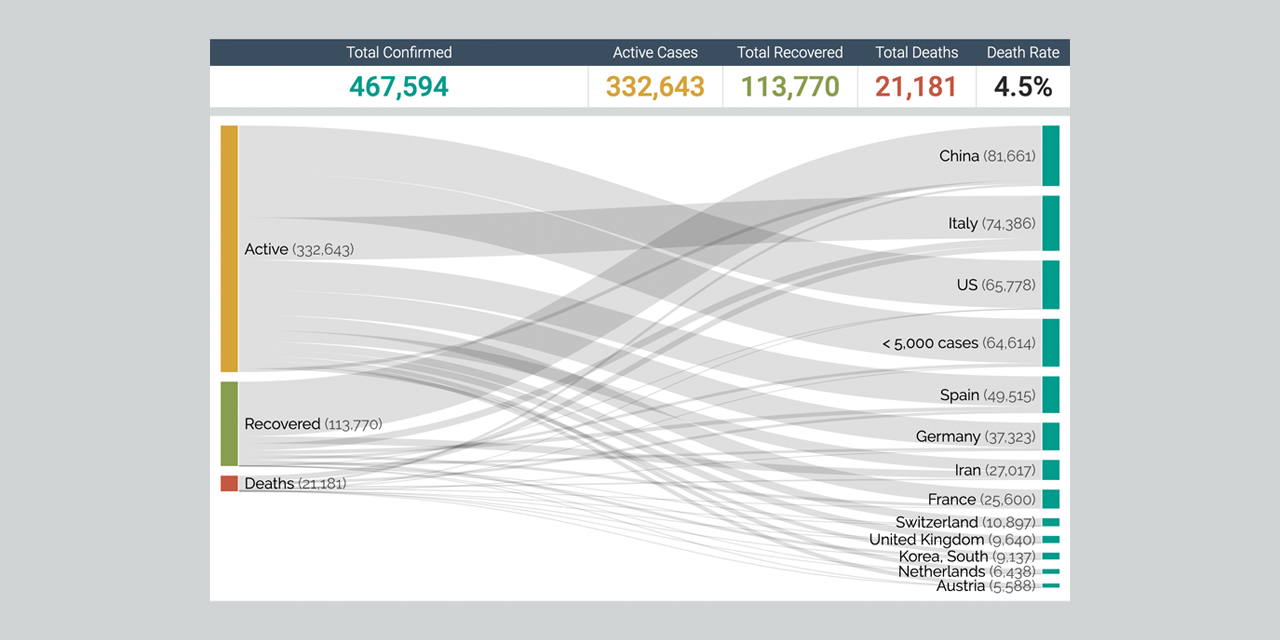 Total Confirmed Active Cases Total Recovered Total Deaths Death Rate
467,594 332,643 113,770 21,181 4.5%
China (81,661)
Italy (74,386)
Active (332,643)
US (65,778)
< 5,000 cases (64,614)
Spain (49,515)
Recovered (113,770)
Germany (37,323)
Iran (27,017)
Deaths (21,181)
France (25,600)
Switzerland (10,897)
United Kingdom (9,640)
Korea, South (9,137)
Netherlands (6,438)
Austria (5,588)